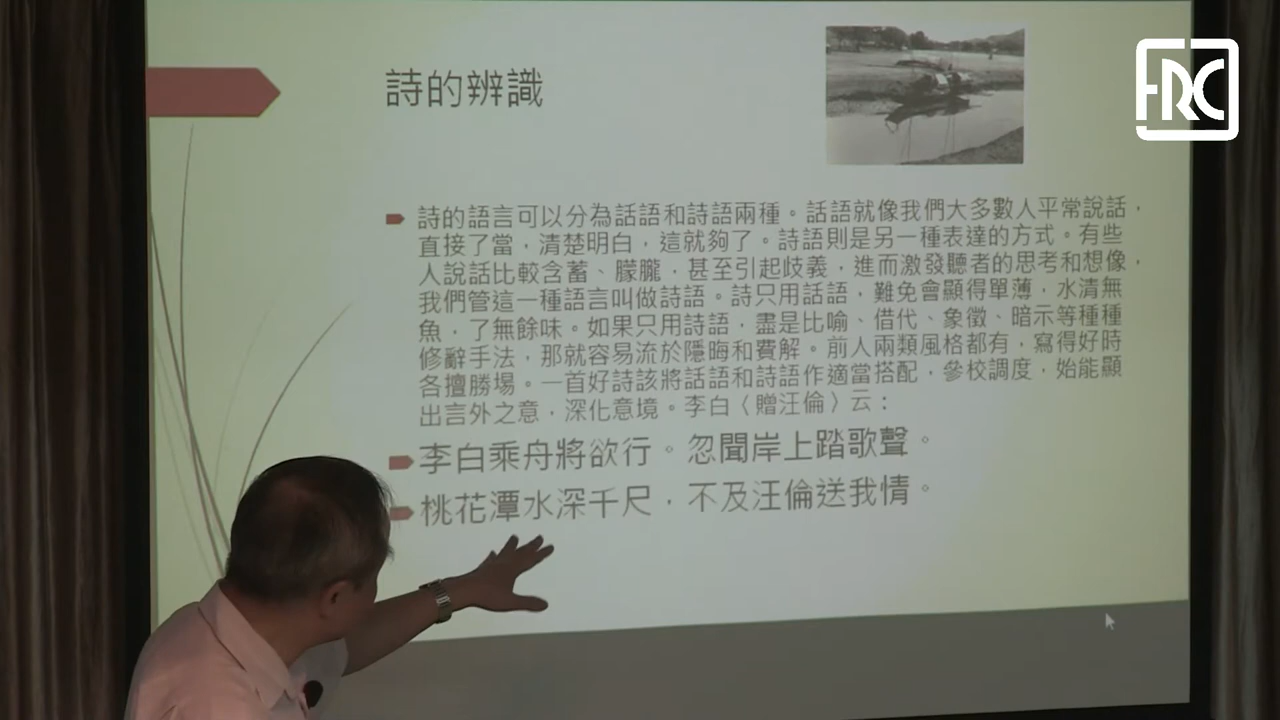 FRC
詩的辨識
詩的語言可以分為話語和詩語兩種。話語就像我們大多數人平常說話，
直接了當，清楚明白，這就夠了。詩語則是另一種表達的方式。有些
人說話比較含蓄、朦朧，甚至引起歧義，進而激發聽者的思考和想像，
我們管這一種語言叫做詩語。詩只用話語，難免會顯得單薄，水清無
魚，了無餘味。如果只用詩語，盡是比喻、借代、象徵、暗示等種種
修辭手法，那就容易流於隱晦和費解。前人兩類風格都有，寫得好時
各擅勝場。一首好詩該將話語和詩語作適當搭配，參校調度，始能顯
出言外之意，深化意境。李白〈贈汪倫〉云：
李白乘舟將欲行。忽聞岸上踏歌聲。
桃花潭水深千尺，不及汪倫送我情。